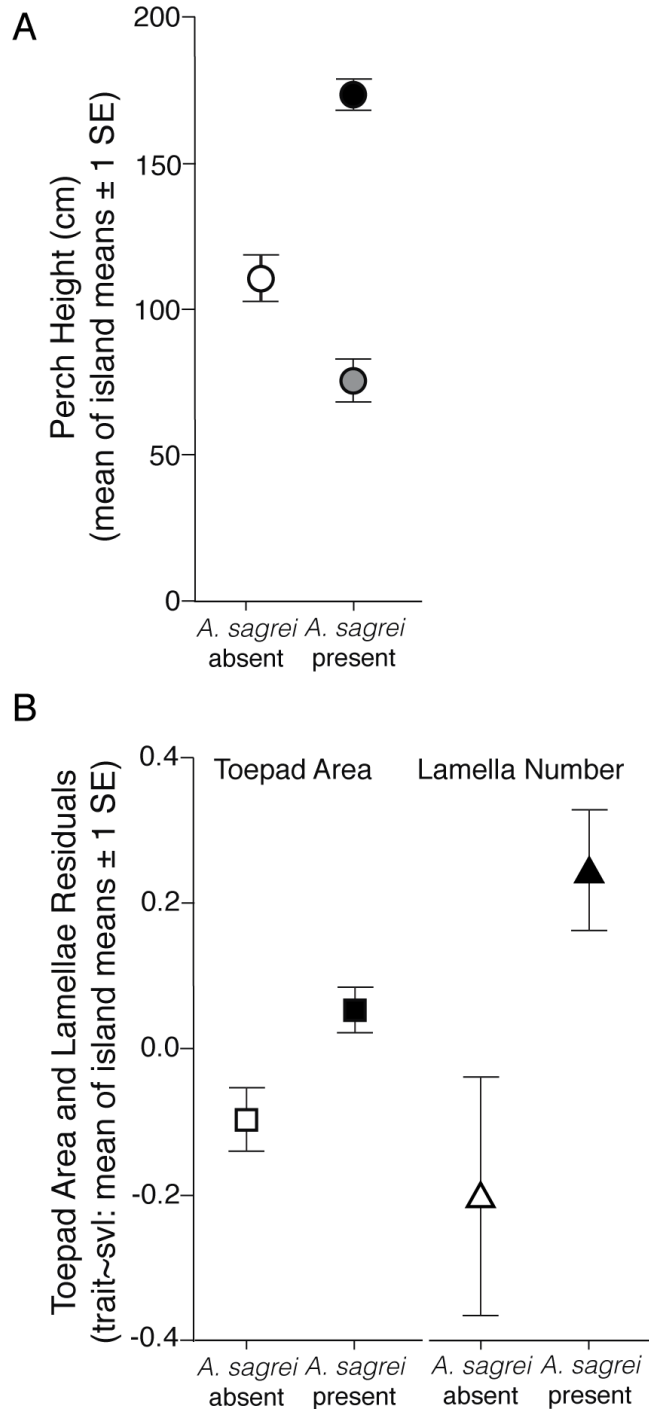 A
Perch Height (cm)
(mean of island means ± 1 SE)
200
150
100
50
0
A. sagrei absent
A. sagrei present
B
Toepad Area and Lamellae Residuals
(trait~svl: mean of island means ± 1 SE)
Toepad Area
Lamella Number
0.4
0.2
0.0
-0.2
-0.4
A. sagrei absent
A. sagrei present
A. sagrei absent
A. sagrei present